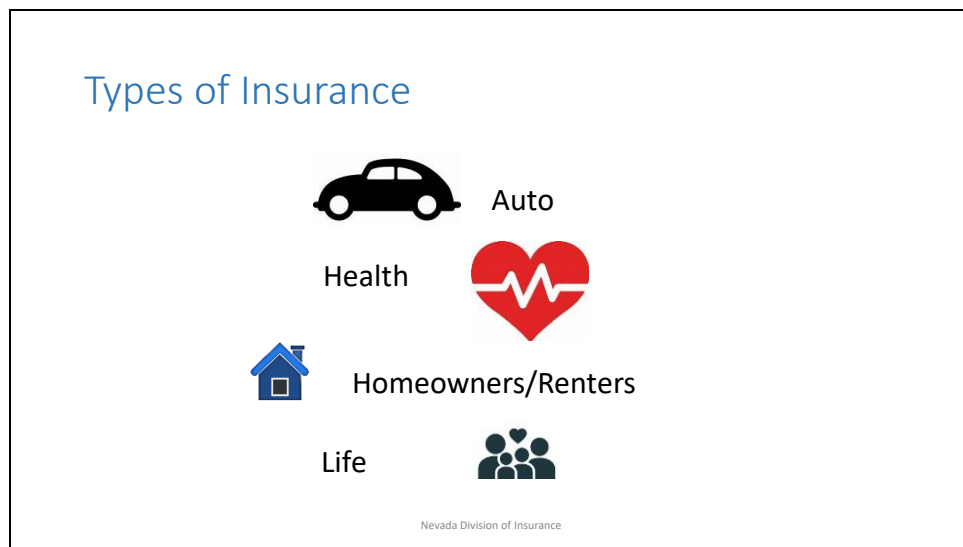 Types of Insurance
Auto
Health
Homeowners/Renters
Life
Nevada Division of Insurance